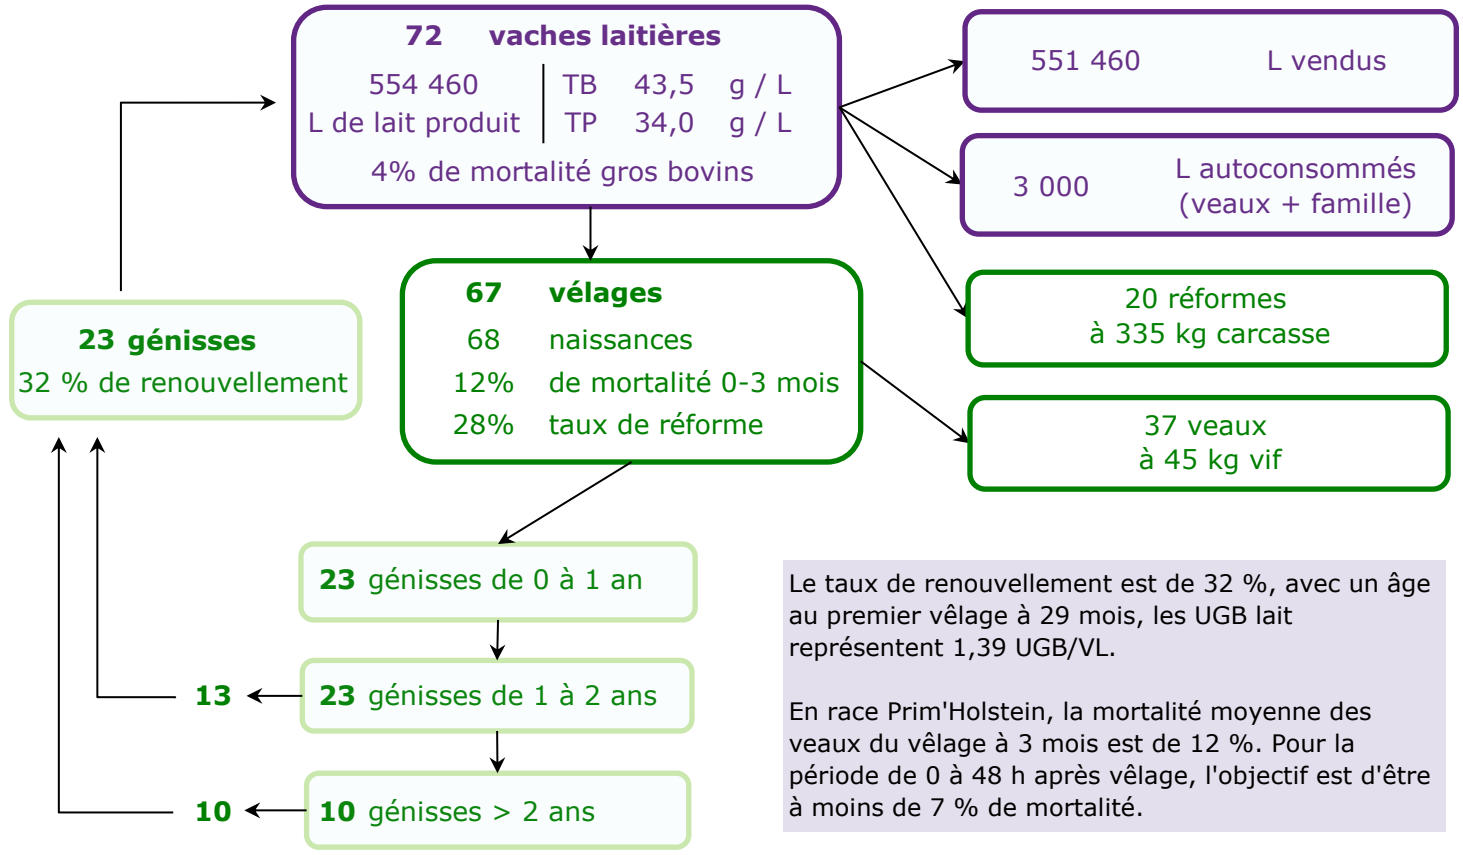 72 vaches laitières
554 460 TB 43,5 g / L
L de lait produit TP 34,0 g / L
4% de mortalité gros bovins
551 460 L vendus
3 000 L autoconsommés
(veaux + famille)
20 réformes
à 335 kg carcasse
37 veaux
à 45 kg vif
67 vélages
68 naissances
12% de mortalité 0-3 mois
28% taux de réforme
23 génisses
32 % de renouvellement
23 génisses de 0 à 1 an
13 23 génisses de 1 à 2 ans
10 10 génisses > 2 ans
Le taux de renouvellement est de 32 %, avec un âge
au premier vêlage à 29 mois, les UGB lait
représentent 1,39 UGB/VL.
En race Prim'Holstein, la mortalité moyenne des
veaux du vêlage à 3 mois est de 12 %. Pour la
période de 0 à 48 h après vêlage, l'objectif est d'être
à moins de 7 % de mortalité.